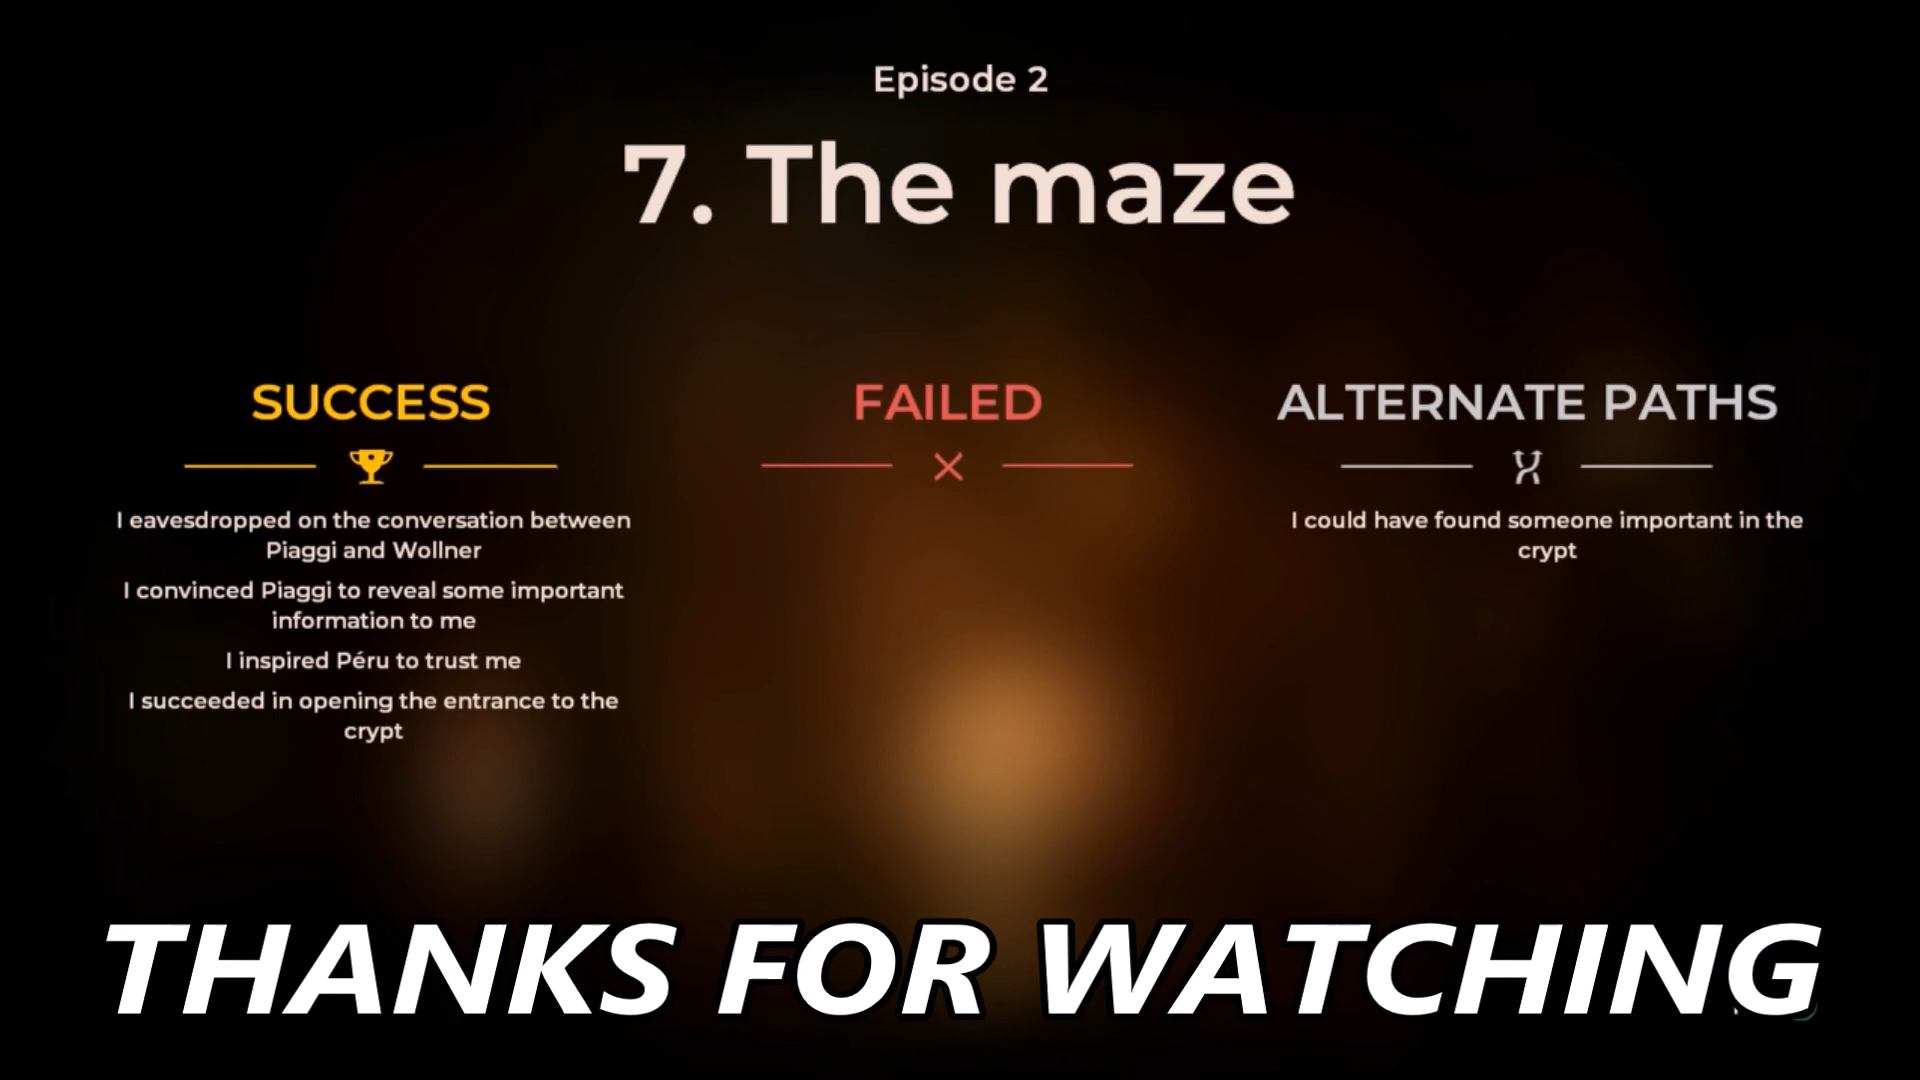 Episode 2
7. The maze
SUCCESS
I eavesdropped on the conversation between
Piaggi and Wollner
I convinced Piaggi to reveal some important
information to me
I inspired Péru to trust me
I succeeded in opening the entrance to the
crypt
FAILED
ALTERNATE PATHS
I could have found someone important in the
crypt
THANKS FOR WATCHING